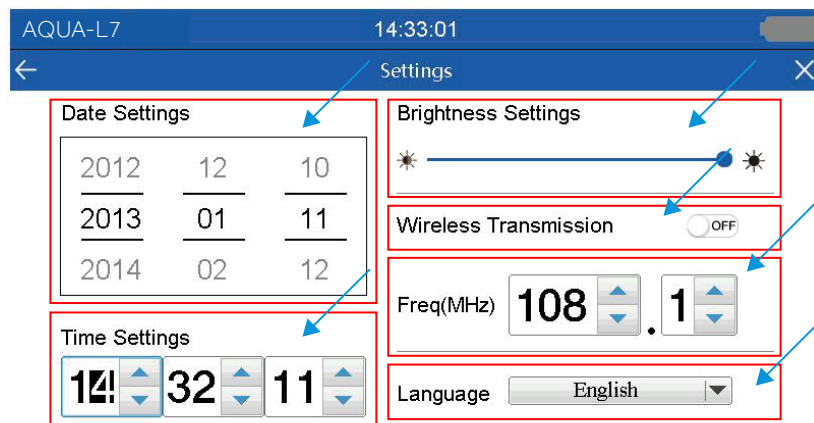 AQUA-L7 14:33:01
Settings
Date Settings
2012 12 10
2013 01 11
2014 02 12
Time Settings
14 32 11
Brightness Settings
Wireless Transmission OFF
Freq(MHz) 108 . 1
Language English